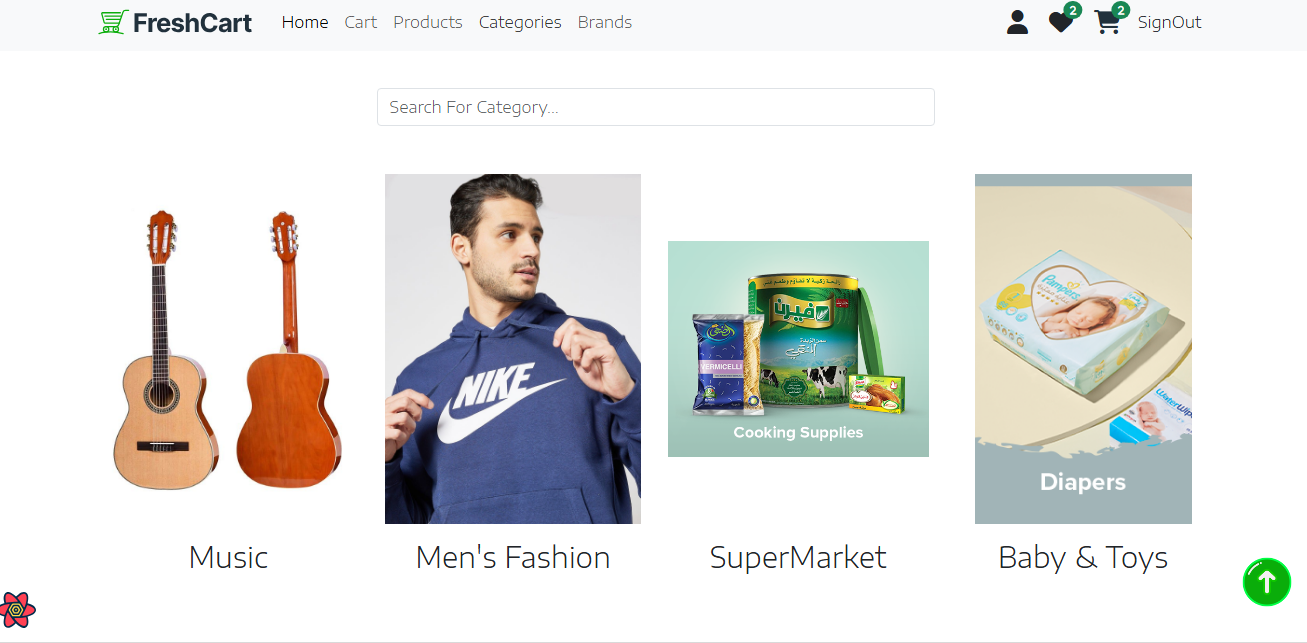 FreshCart Home Cart Products Categories Brands 2 2 SignOut
Search For Category...
NIKE
فيرن
VERMICELLI
Cooking Supplies
Pampers
WaterWipes
Diapers
Music Men's Fashion SuperMarket Baby & Toys